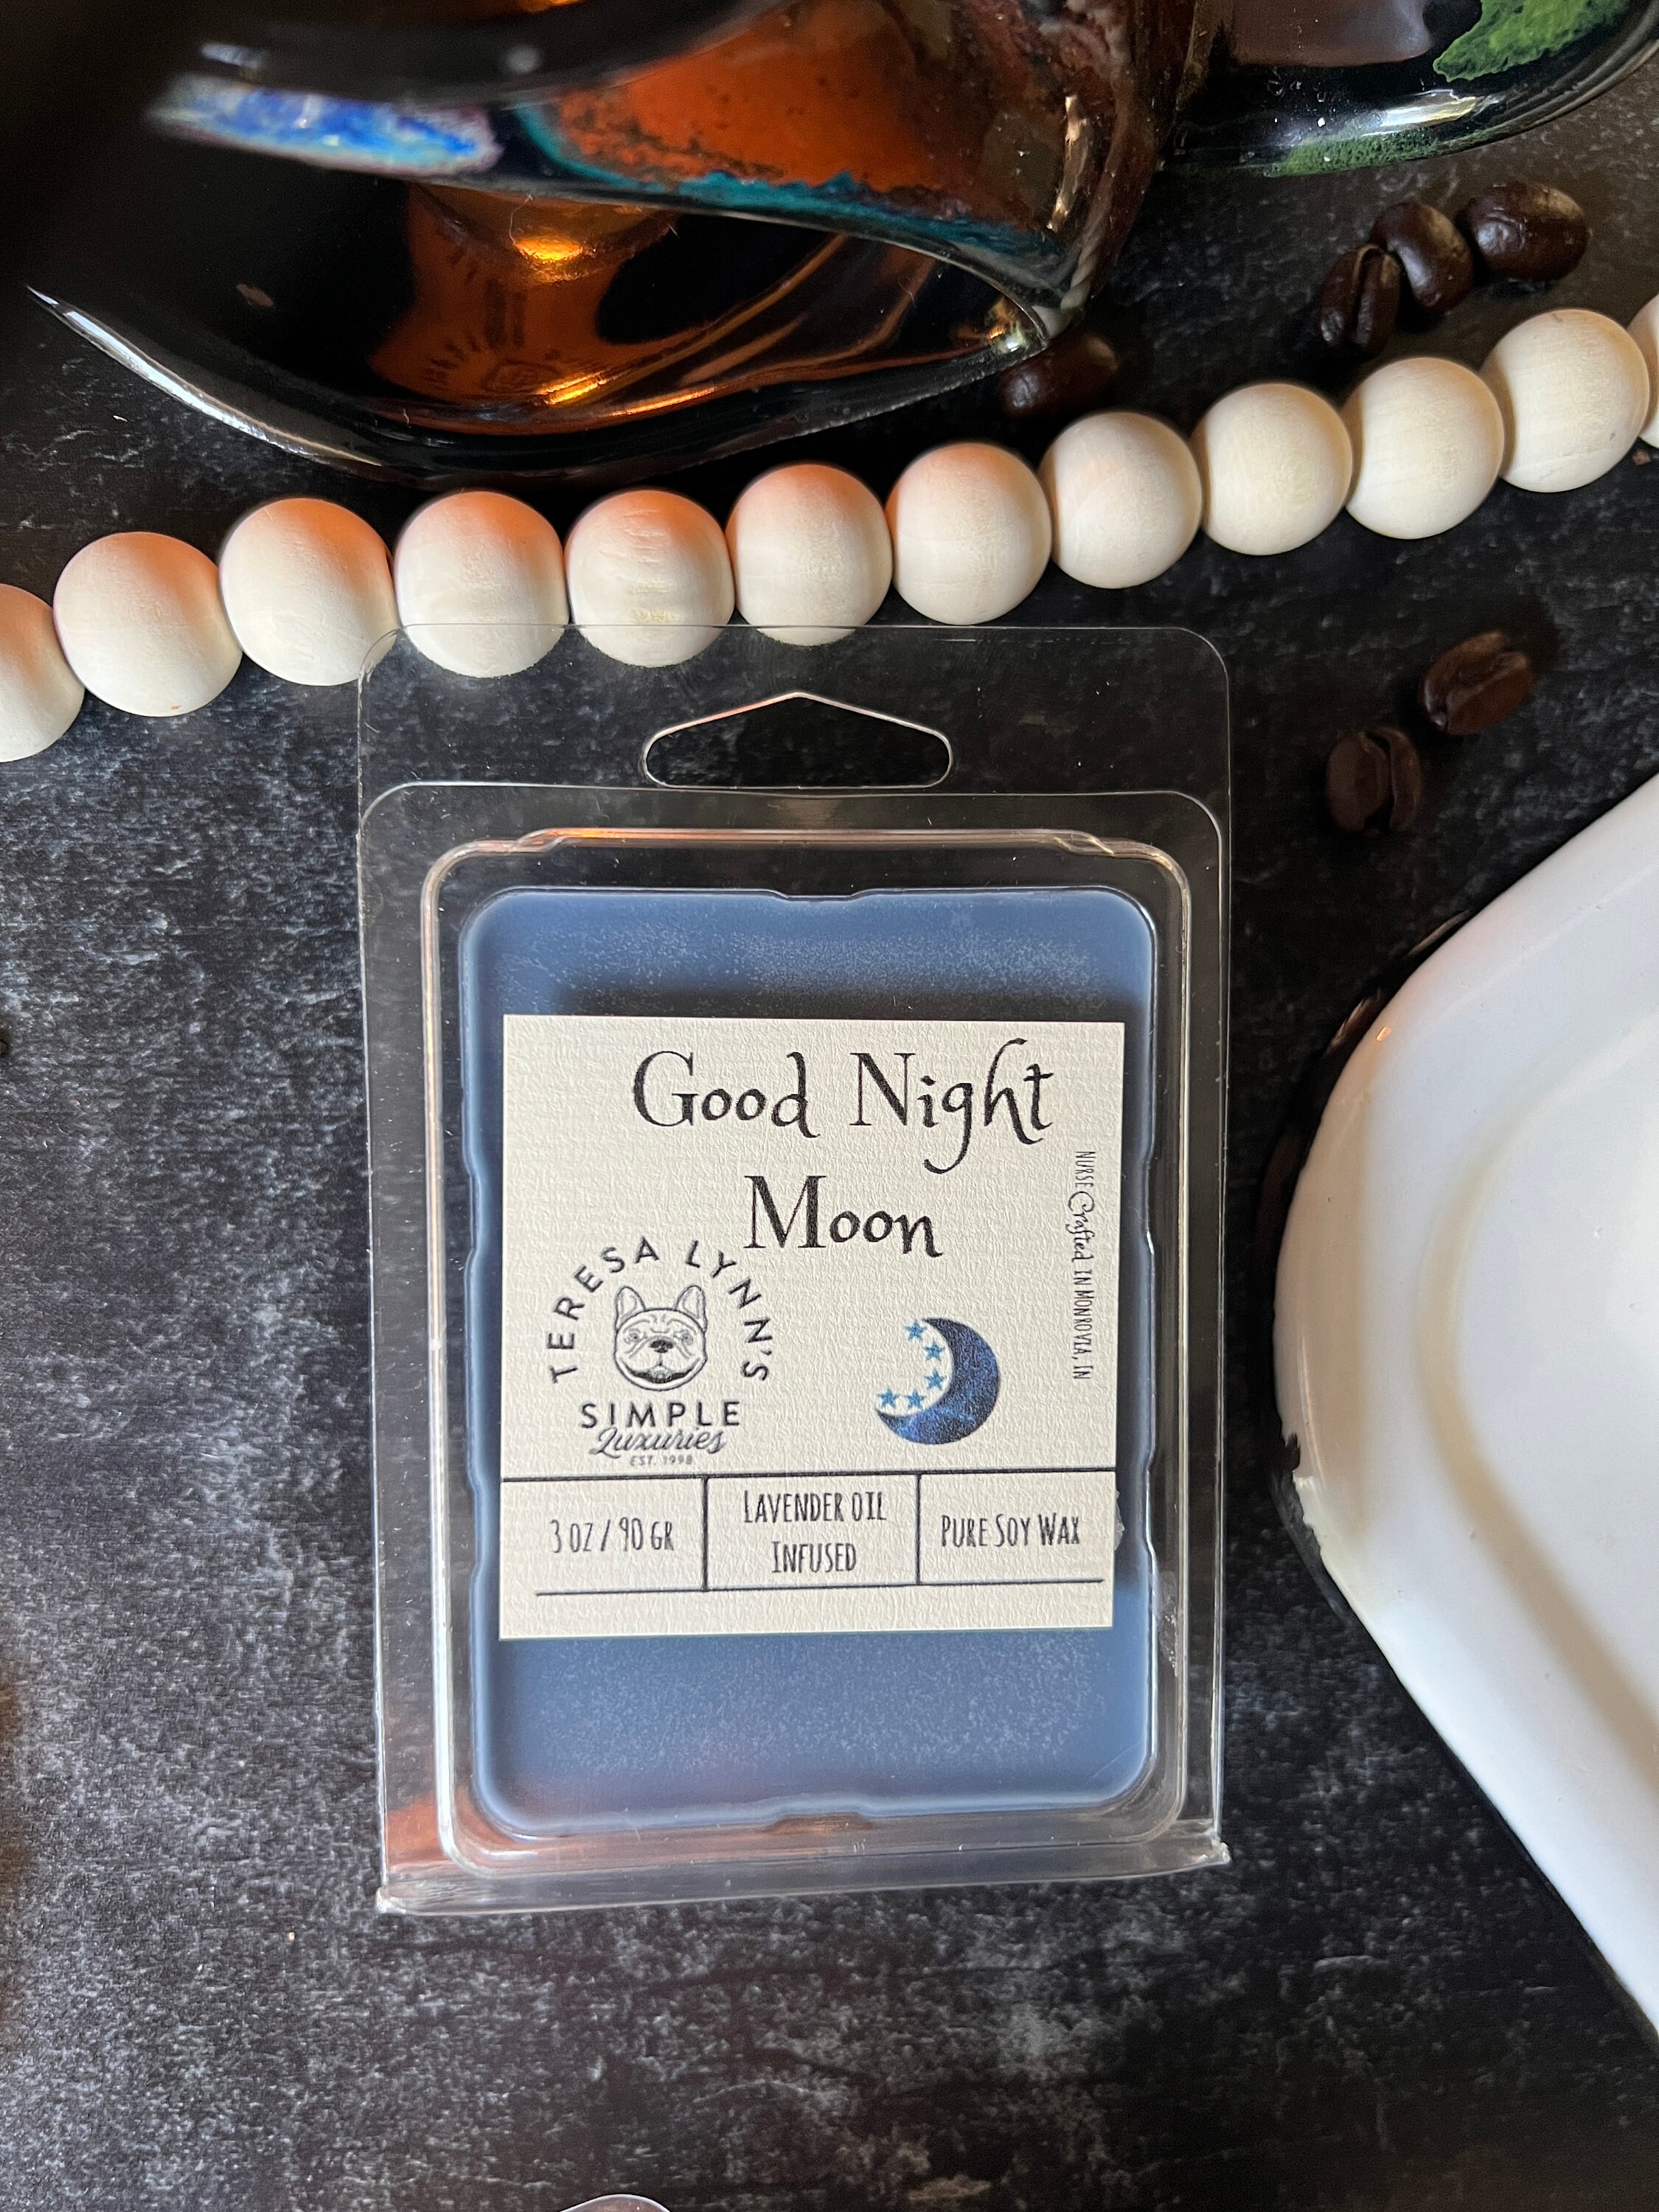 Good Night
Moon
NURSE Crafted IN MONROVIA, IN
TERESA LYNN'S
SIMPLE
Luxuries
EST. 1998
3 OZ / 90 GR
LAVENDER OIL
INFUSED
PURE SOY WAX